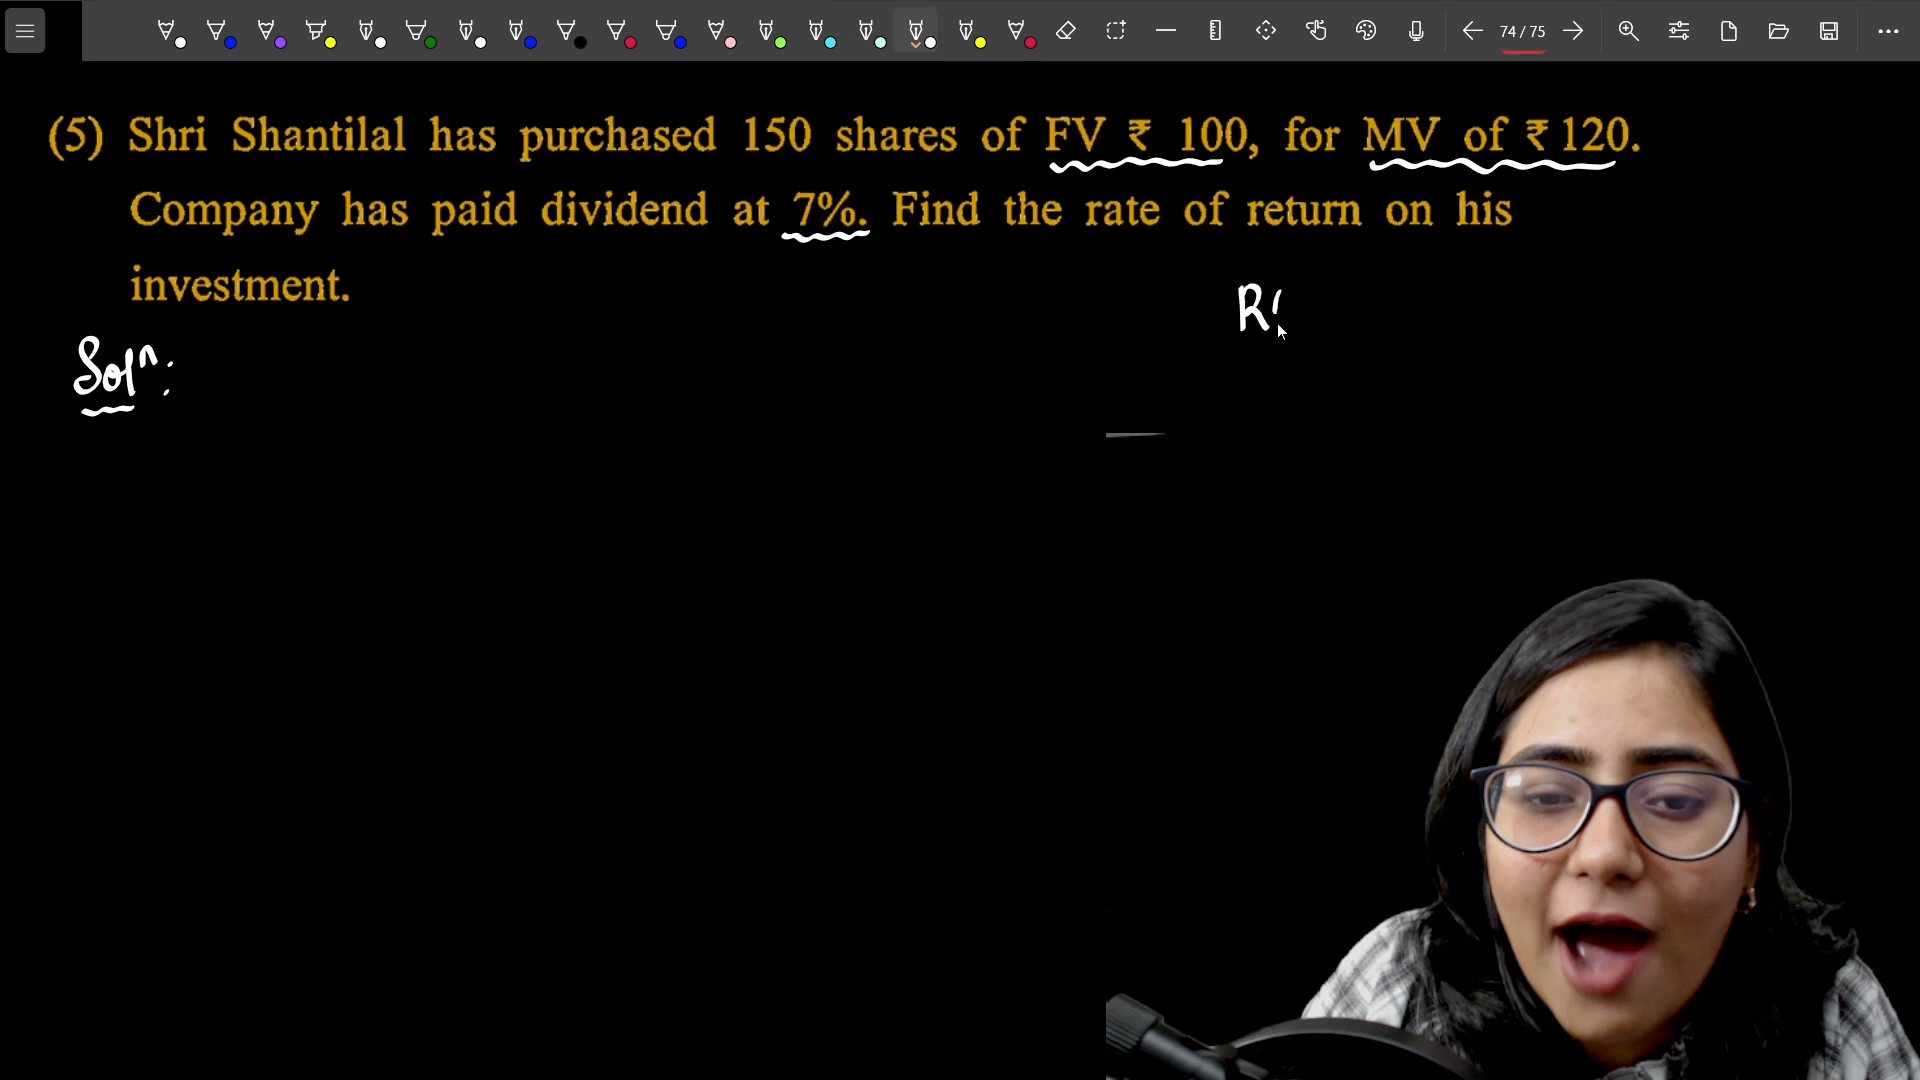 74 / 75
(5) Shri Shantilal has purchased 150 shares of FV ₹ 100, for MV of ₹ 120.
Company has paid dividend at 7%. Find the rate of return on his
investment.
R
Solⁿ: